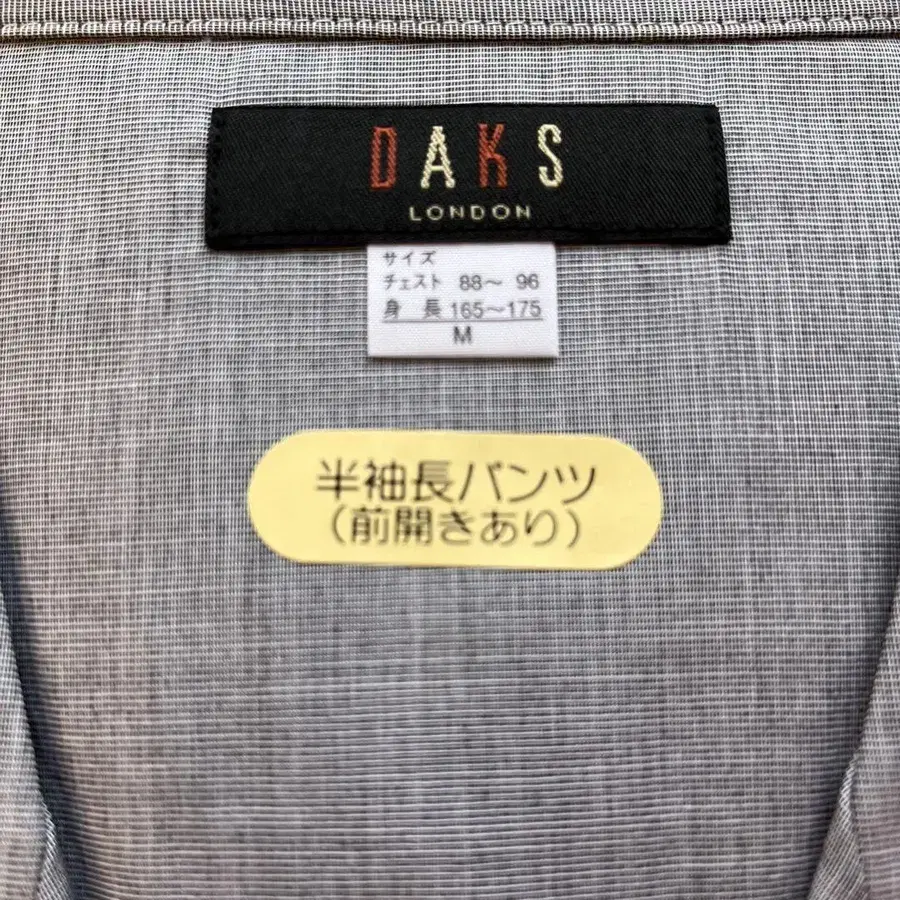 DAKS
LONDON
サイズ
チェスト 88〜 96
身 長 165〜175
M
半袖長パンツ
(前開きあり)